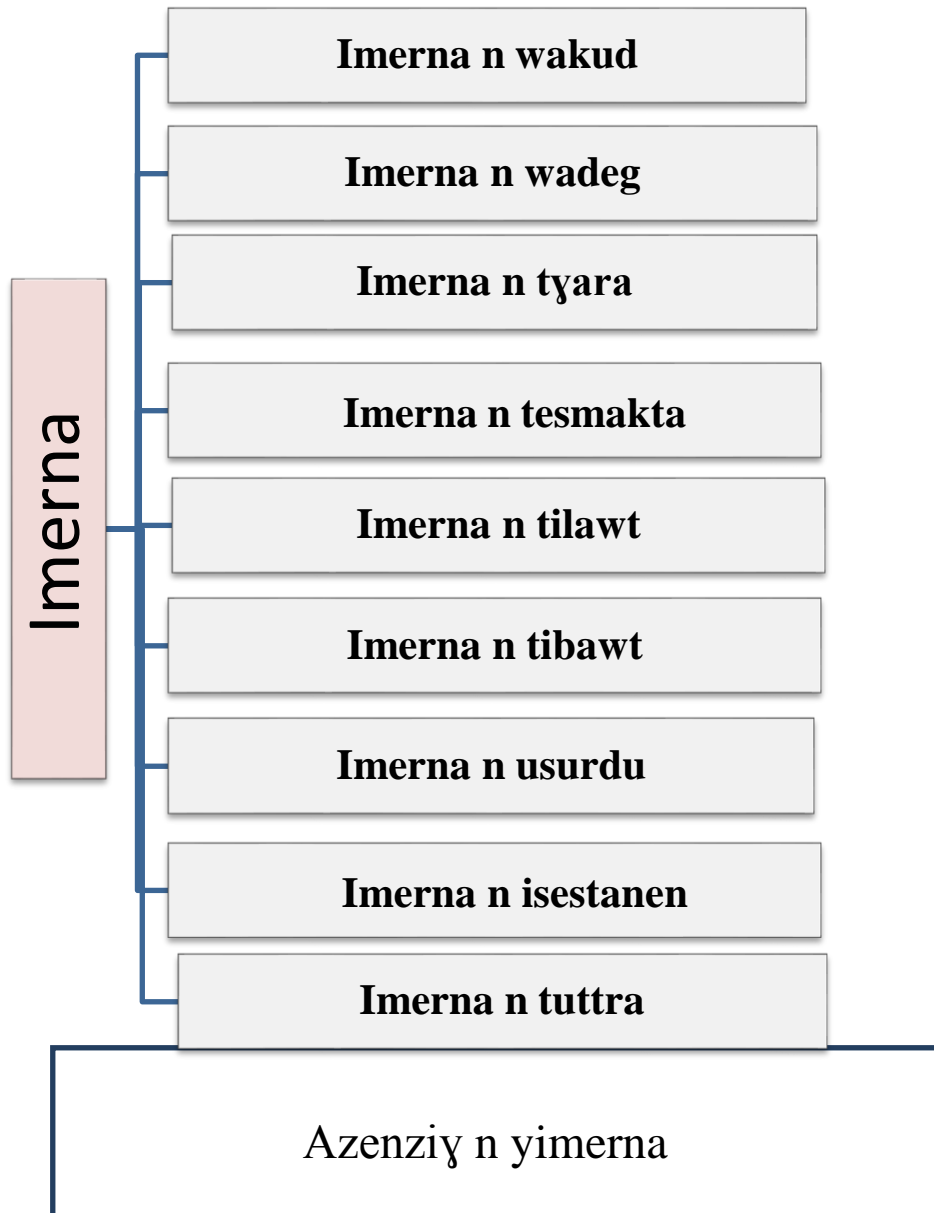 Imerna
Imerna n wakud
Imerna n wadeg
Imerna n tɣara
Imerna n tesmakta
Imerna n tilawt
Imerna n tibawt
Imerna n usurdu
Imerna n isestanen
Imerna n tuttra
Azenziɣ n yimerna